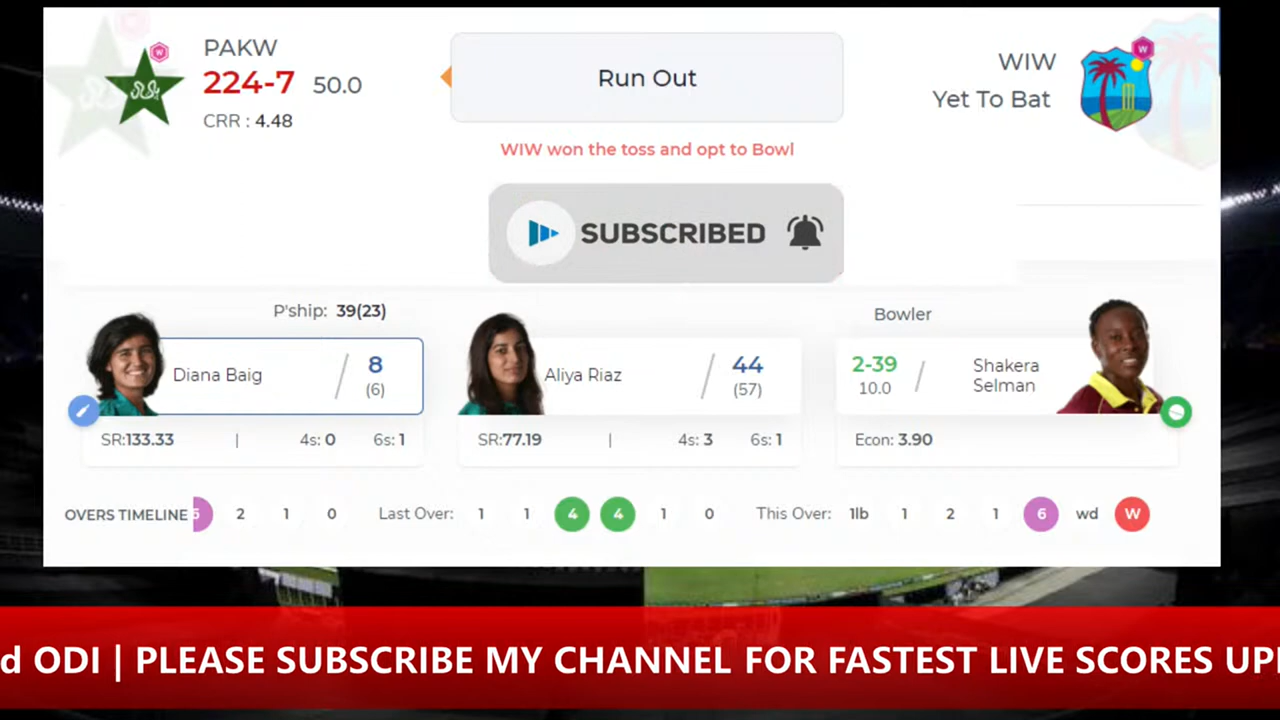 PAKW
224-7 50.0
CRR : 4.48
W
Run Out
WIW won the toss and opt to Bowl
WIW
Yet To Bat
W
SUBSCRIBED
P'ship: 39(23)
Diana Baig 8
(6)
SR:133.33 | 4s: 0 6s: 1
Aliya Riaz 44
(57)
SR:77.19 | 4s: 3 6s: 1
Bowler
2-39
10.0
Shakera
Selman
Econ: 3.90
OVERS TIMELINE 2 1 0 Last Over: 1 1 4 4 1 0 This Over: 1lb 1 2 1 6 wd W
d ODI | PLEASE SUBSCRIBE MY CHANNEL FOR FASTEST LIVE SCORES UP